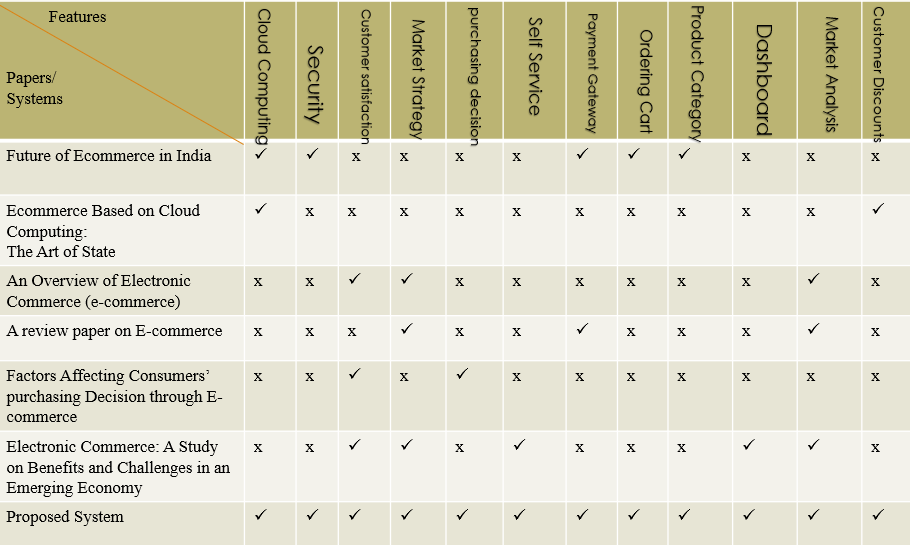 Features
Papers/
Systems
Cloud Computing
Security
Customer satisfaction
Market Strategy
purchasing decision
Self Service
Payment Gateway
Ordering Cart
Product Category
Dashboard
Market Analysis
Customer Discounts
Future of Ecommerce in India ✓ ✓ x x x x ✓ ✓ ✓ x x x
Ecommerce Based on Cloud ✓ x x x x x x x x x x ✓
Computing:
The Art of State
An Overview of Electronic x x ✓ ✓ x x x x x x ✓ x
Commerce (e-commerce)
A review paper on E-commerce x x x ✓ x x ✓ x x x ✓ x
Factors Affecting Consumers’ x x ✓ x ✓ x x x x x x x
purchasing Decision through E-
commerce
Electronic Commerce: A Study x x ✓ ✓ x ✓ x x x ✓ ✓ x
on Benefits and Challenges in an
Emerging Economy
Proposed System ✓ ✓ ✓ ✓ ✓ ✓ ✓ ✓ ✓ ✓ ✓ ✓